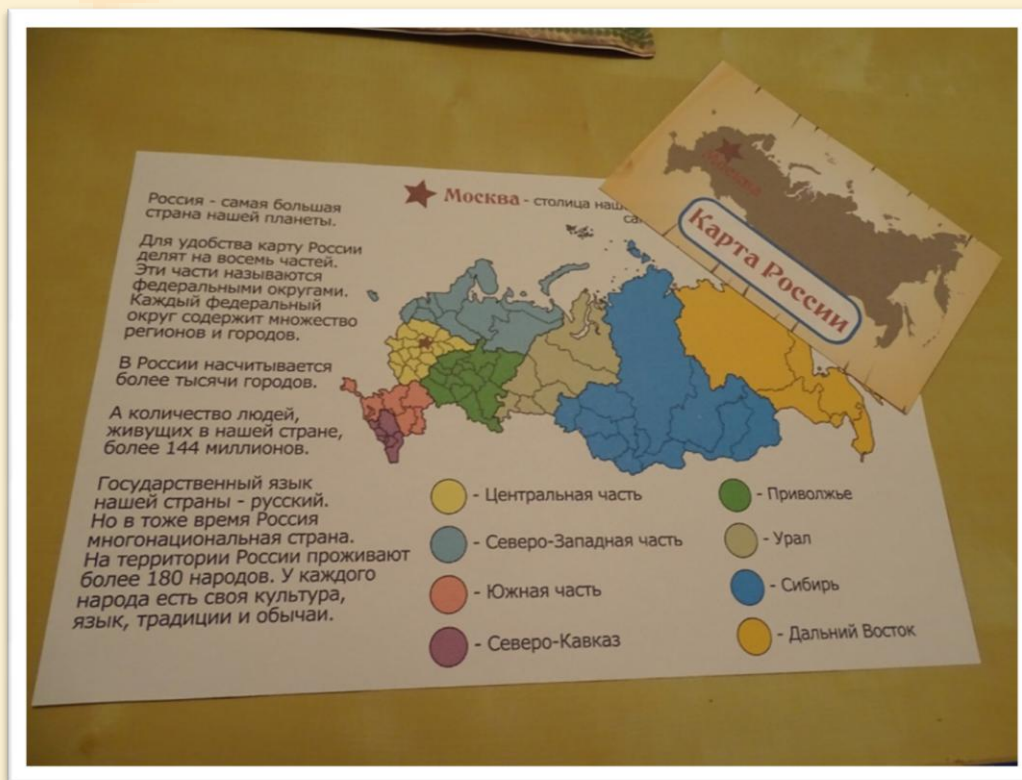 Россия - самая большая
страна нашей планеты.
Для удобства карту России
делят на восемь частей.
Эти части называются
федеральными округами.
Каждый федеральный
округ содержит множество
регионов и городов.
В России насчитывается
более тысячи городов.
А количество людей,
живущих в нашей стране,
более 144 миллионов.
Государственный язык
нашей страны - русский.
Но в тоже время Россия
многонациональная страна.
На территории России проживают
более 180 народов. У каждого
народа есть своя культура,
язык, традиции и обычаи.
Москва - столица
- Центральная часть
- Северо-Западная часть
- Южная часть
- Северо-Кавказ
- Приволжье
- Урал
- Сибирь
- Дальний Восток
Москва
Карта России